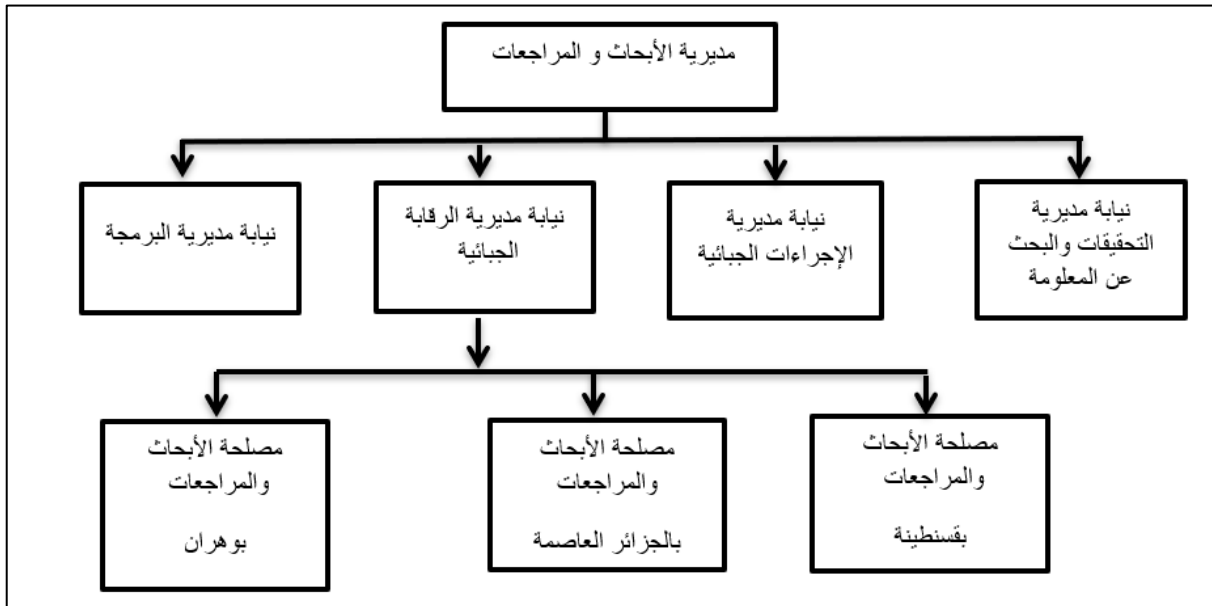 مديرية الأبحاث و المراجعات
نيابة مديرية
التحقيقات والبحث
عن المعلومة
نيابة مديرية
الإجراءات الجبائية
نيابة مديرية الرقابة
الجبائية
نيابة مديرية البرمجة
مصلحة الأبحاث
والمراجعات
بقسنطينة
مصلحة الأبحاث
والمراجعات
بالجزائر العاصمة
مصلحة الأبحاث
والمراجعات
بوهران